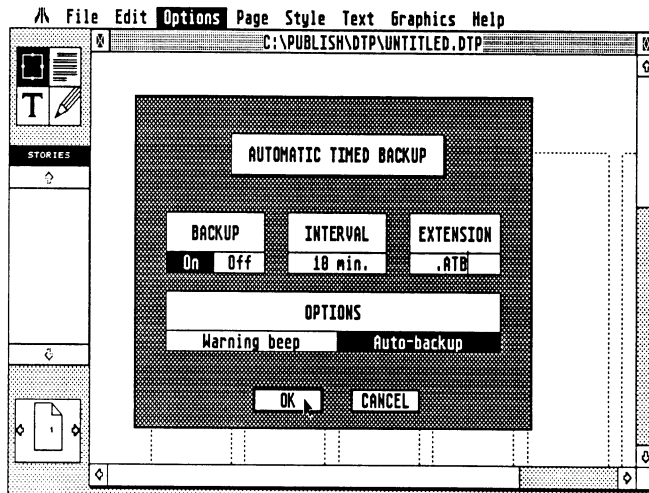 File Edit Options Page Style Text Graphics Help
C:\PUBLISH\DTP\UNTITLED.DTP
T
STORIES
AUTOMATIC TIMED BACKUP
BACKUP INTERVAL EXTENSION
On Off 10 min. .ATB
OPTIONS
Warning beep Auto-backup
OK CANCEL
1